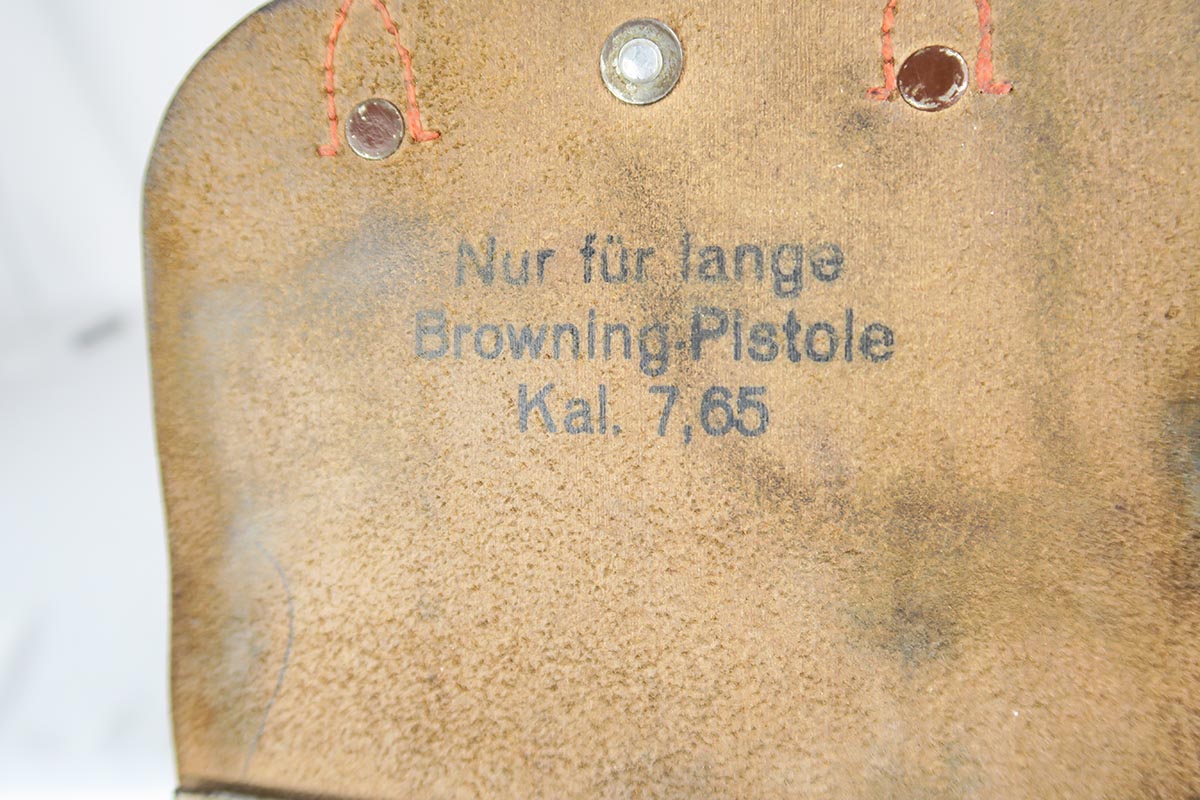 Nur für lange
Browning-Pistole
Kal. 7,65